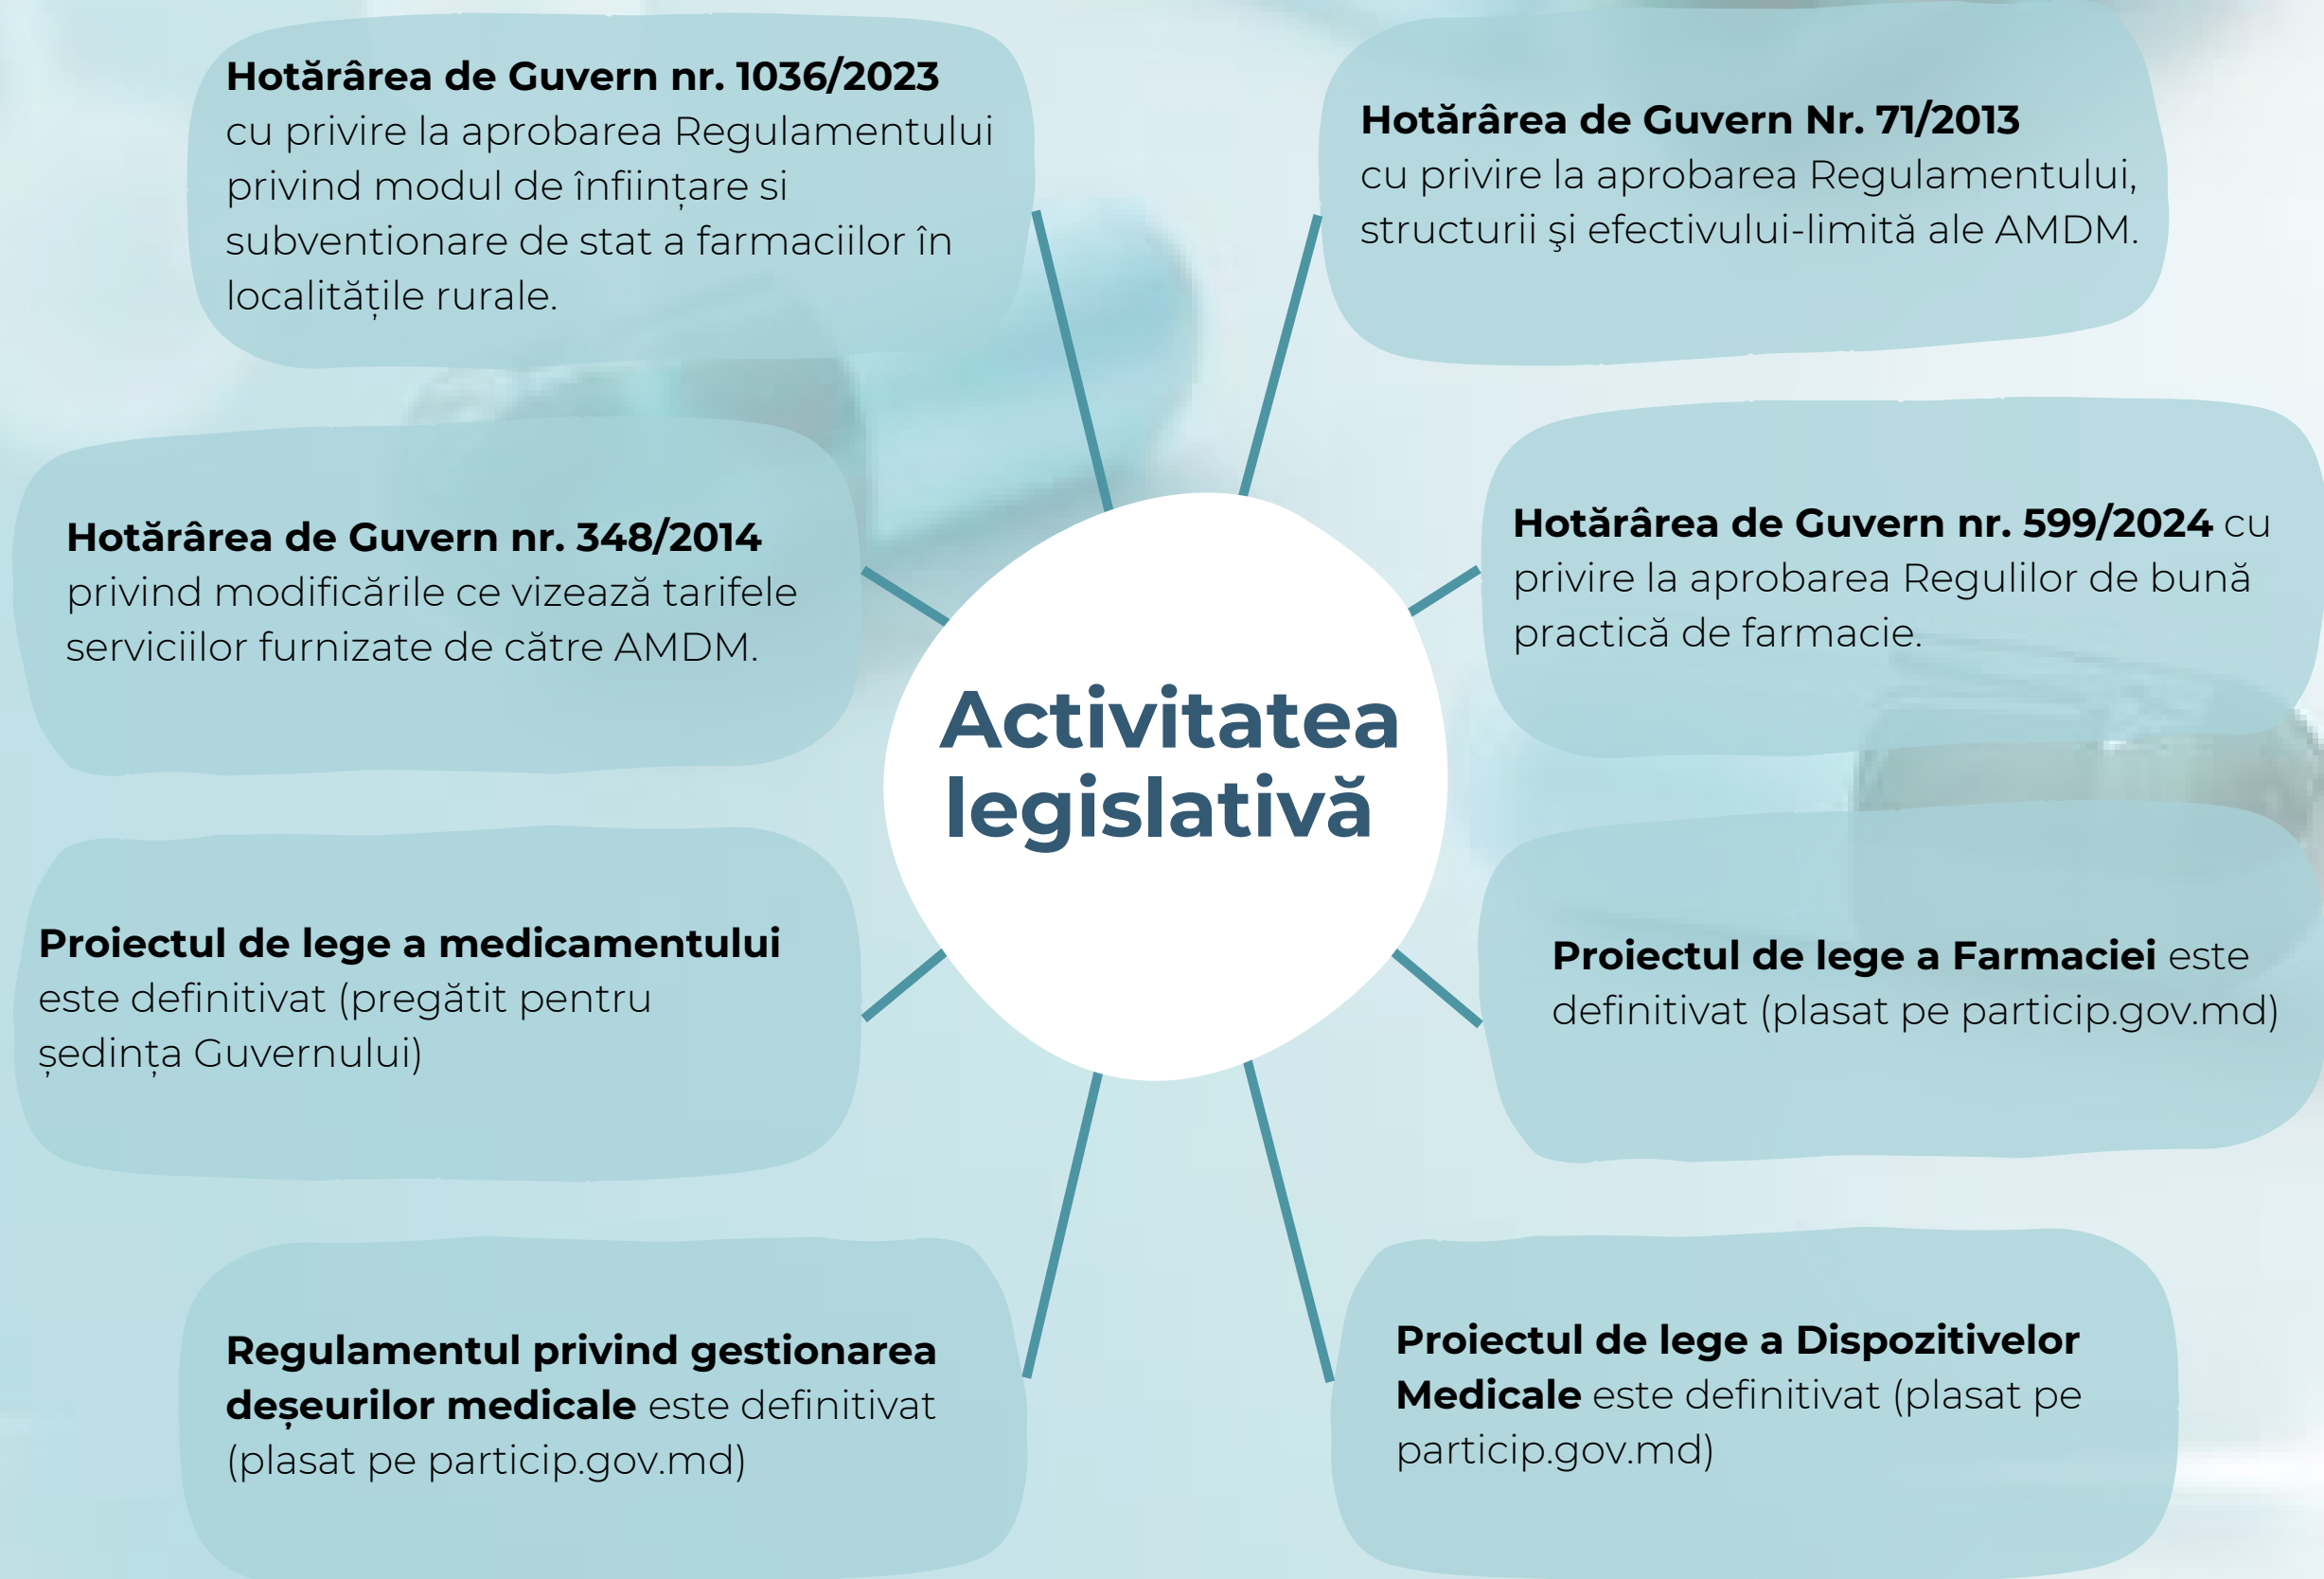 Hotărârea de Guvern nr. 1036/2023
cu privire la aprobarea Regulamentului
privind modul de înființare si
subventionare de stat a farmaciilor în
localitățile rurale.
Hotărârea de Guvern Nr. 71/2013
cu privire la aprobarea Regulamentului,
structurii şi efectivului-limită ale AMDM.
Hotărârea de Guvern nr. 348/2014
privind modificările ce vizează tarifele
serviciilor furnizate de către AMDM.
Hotărârea de Guvern nr. 599/2024 cu
privire la aprobarea Regulilor de bună
practică de farmacie.
Activitatea
legislativă
Proiectul de lege a medicamentului
este definitivat (pregătit pentru
ședința Guvernului)
Proiectul de lege a Farmaciei este
definitivat (plasat pe particip.gov.md)
Regulamentul privind gestionarea
deșeurilor medicale este definitivat
(plasat pe particip.gov.md)
Proiectul de lege a Dispozitivelor
Medicale este definitivat (plasat pe
particip.gov.md)